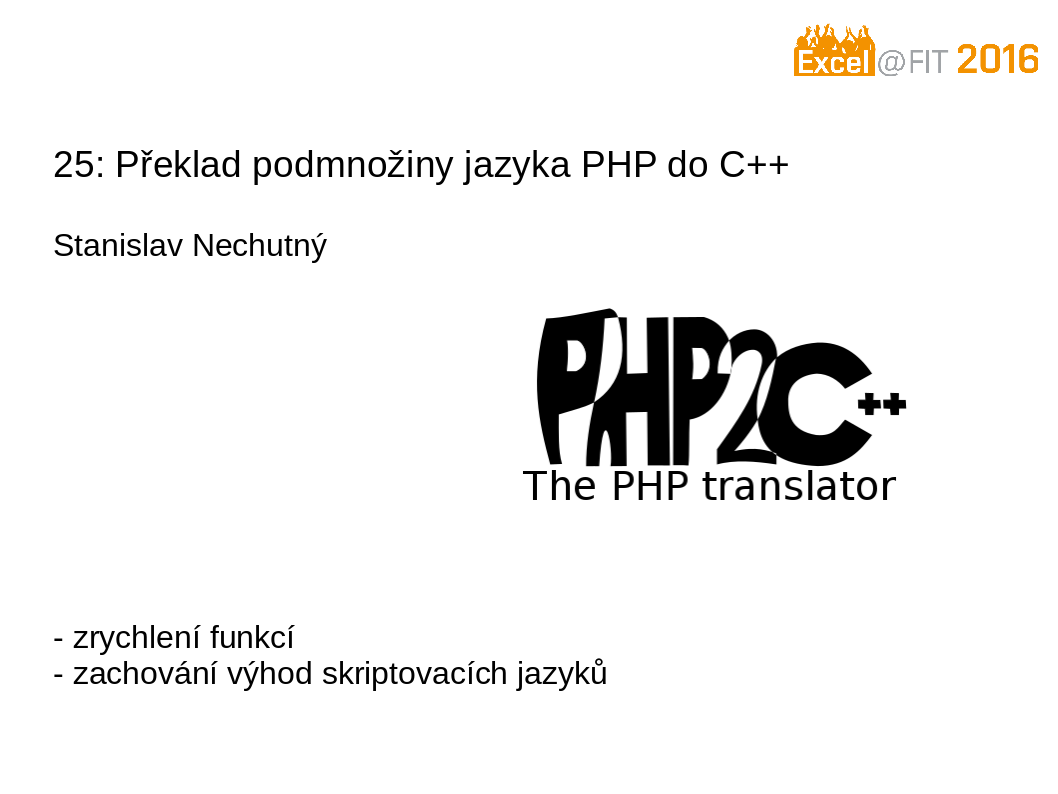 Excel@FIT 2016
25: Překlad podmnožiny jazyka PHP do C++
Stanislav Nechutný
PHP2C++
The PHP translator
- zrychlení funkcí
- zachování výhod skriptovacích jazyků